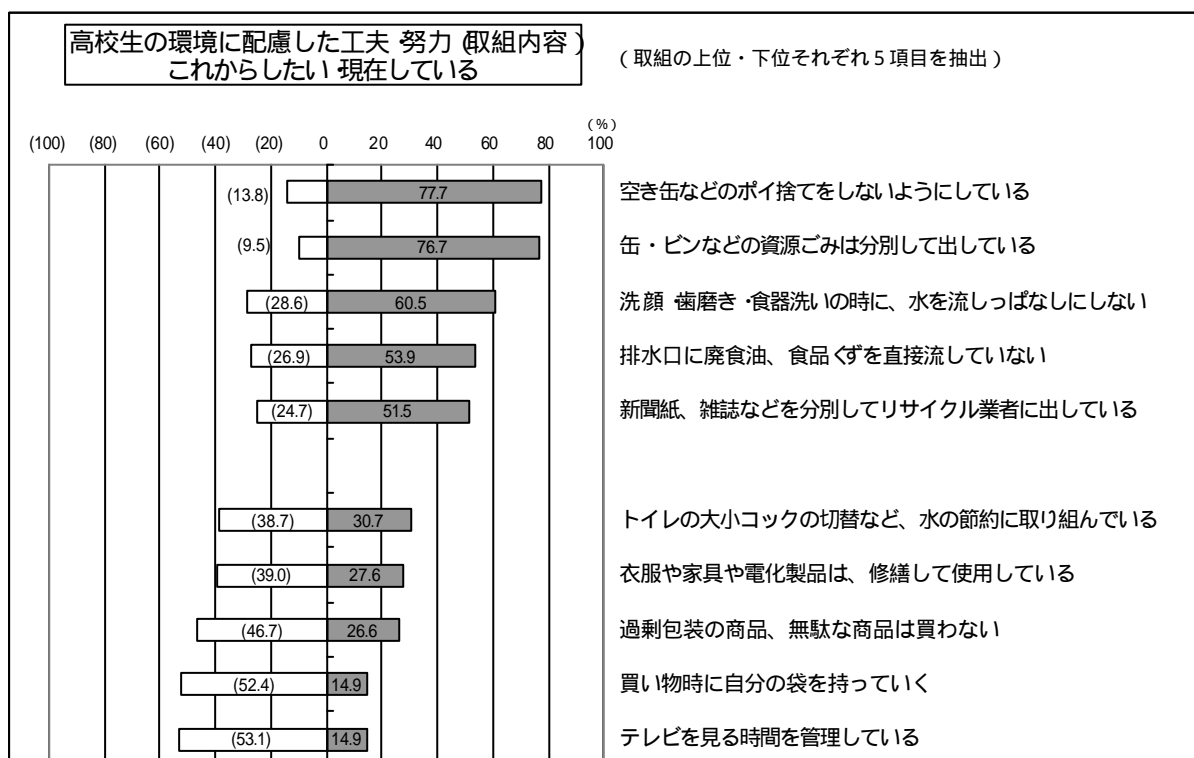 高校生の環境に配慮した工夫・努力(取組内容)
これからしたい・現在している
(取組の上位・下位それぞれ5項目を抽出)
(%)
(100) (80) (60) (40) (20) 0 20 40 60 80 100
(13.8) 77.7 空き缶などのポイ捨てをしないようにしている
(9.5) 76.7 缶・ビンなどの資源ごみは分別して出している
(28.6) 60.5 洗顔・歯磨き・食器洗いの時に、水を流しっぱなしにしない
(26.9) 53.9 排水口に廃食油、食品くずを直接流していない
(24.7) 51.5 新聞紙、雑誌などを分別してリサイクル業者に出している
(38.7) 30.7 トイレの大小コックの切替など、水の節約に取り組んでいる
(39.0) 27.6 衣服や家具や電化製品は、修繕して使用している
(46.7) 26.6 過剰包装の商品、無駄な商品は買わない
(52.4) 14.9 買い物時に自分の袋を持っていく
(53.1) 14.9 テレビを見る時間を管理している